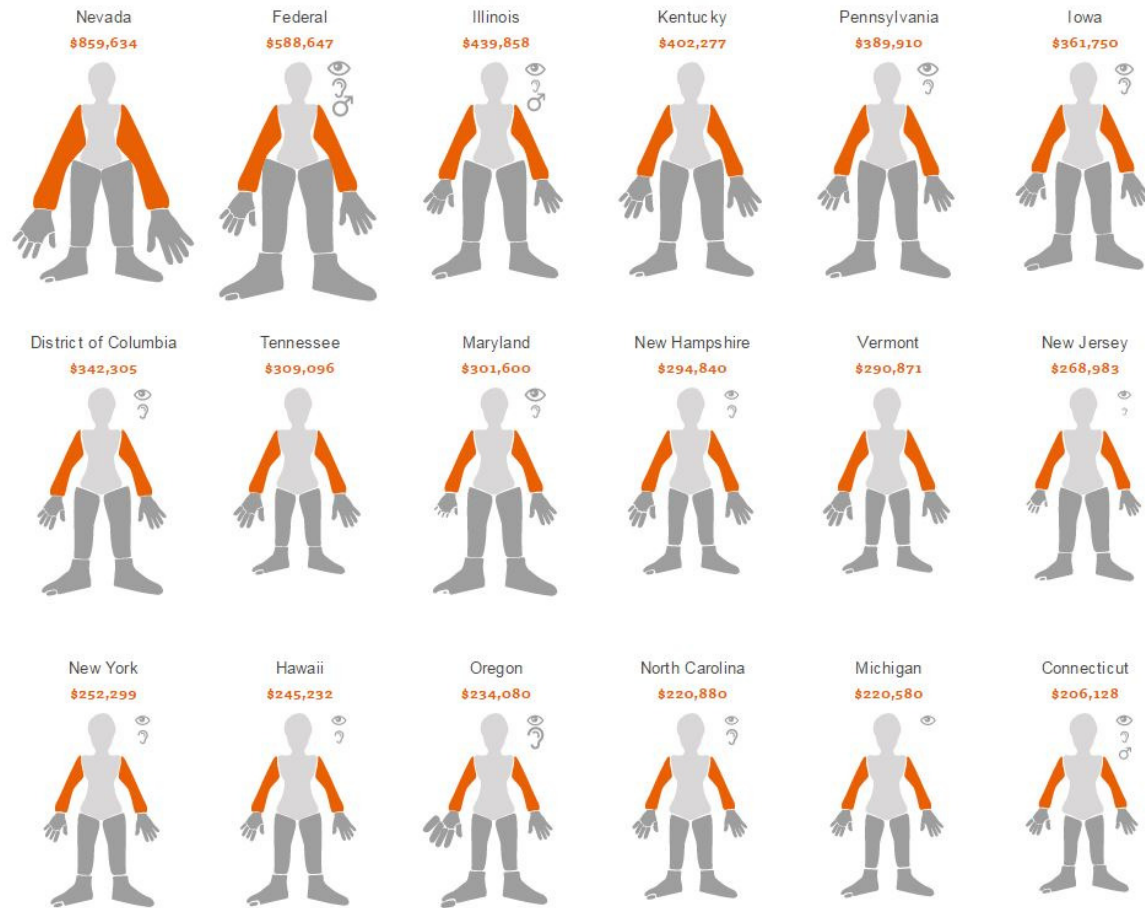 Nevada
Federal
Illinois
Kentucky
Pennsylvania
Iowa
$859,634
$588,647
$439,858
$402,277
$389,910
$361,750
District of Columbia
Tennessee
Maryland
New Hampshire
Vermont
New Jersey
$342,305
$309,096
$301,600
$294,840
$290,871
$268,983
New York
Hawaii
Oregon
North Carolina
Michigan
Connecticut
$252,299
$245,232
$234,080
$220,880
$220,580
$206,128